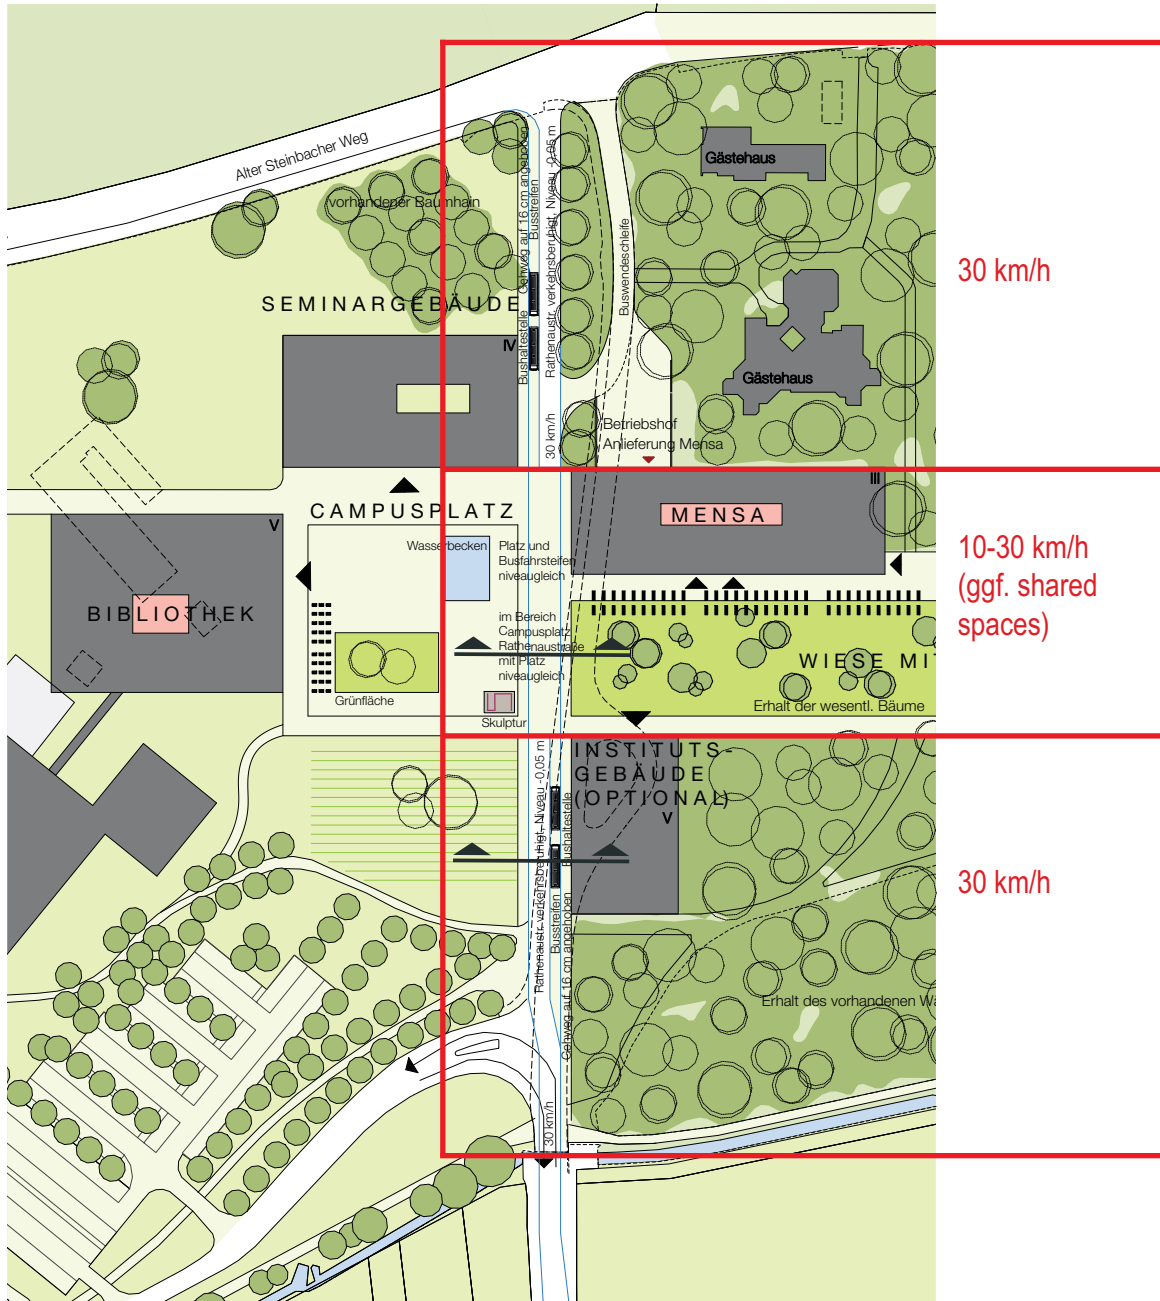 Alter Steinbacher Weg
vorhandener Baumhain
Gehweg auf 16 cm angehoben
Busstreifen
Rathenaustr. verkehrsberuhigt, Niveau -0,05 m
Bushaltestelle
Buswendeschleife
Gästehaus
Gästehaus
30 km/h
SEMINARGEBÄUDE
IV
30 km/h
Betriebshof
Anlieferung Mensa
III
CAMPUSPLATZ
MENSA
V
Wasserbecken
Platz und
Busfahrsteifen
niveaugleich
10-30 km/h
(ggf. shared
spaces)
BIBLIOTHEK
im Bereich
Campusplatz
Rathenaustraße
mit Platz
niveaugleich
WIESE MIT
Grünfläche
Skulptur
Erhalt der wesentl. Bäume
INSTITUTS-
GEBÄUDE
(OPTIONAL)
V
Rathenaustr. verkehrsberuhigt, Niveau -0,05 m
Bushaltestelle
Busstreifen
Gehweg auf 16 cm angehoben
30 km/h
Erhalt des vorhandenen
30 km/h